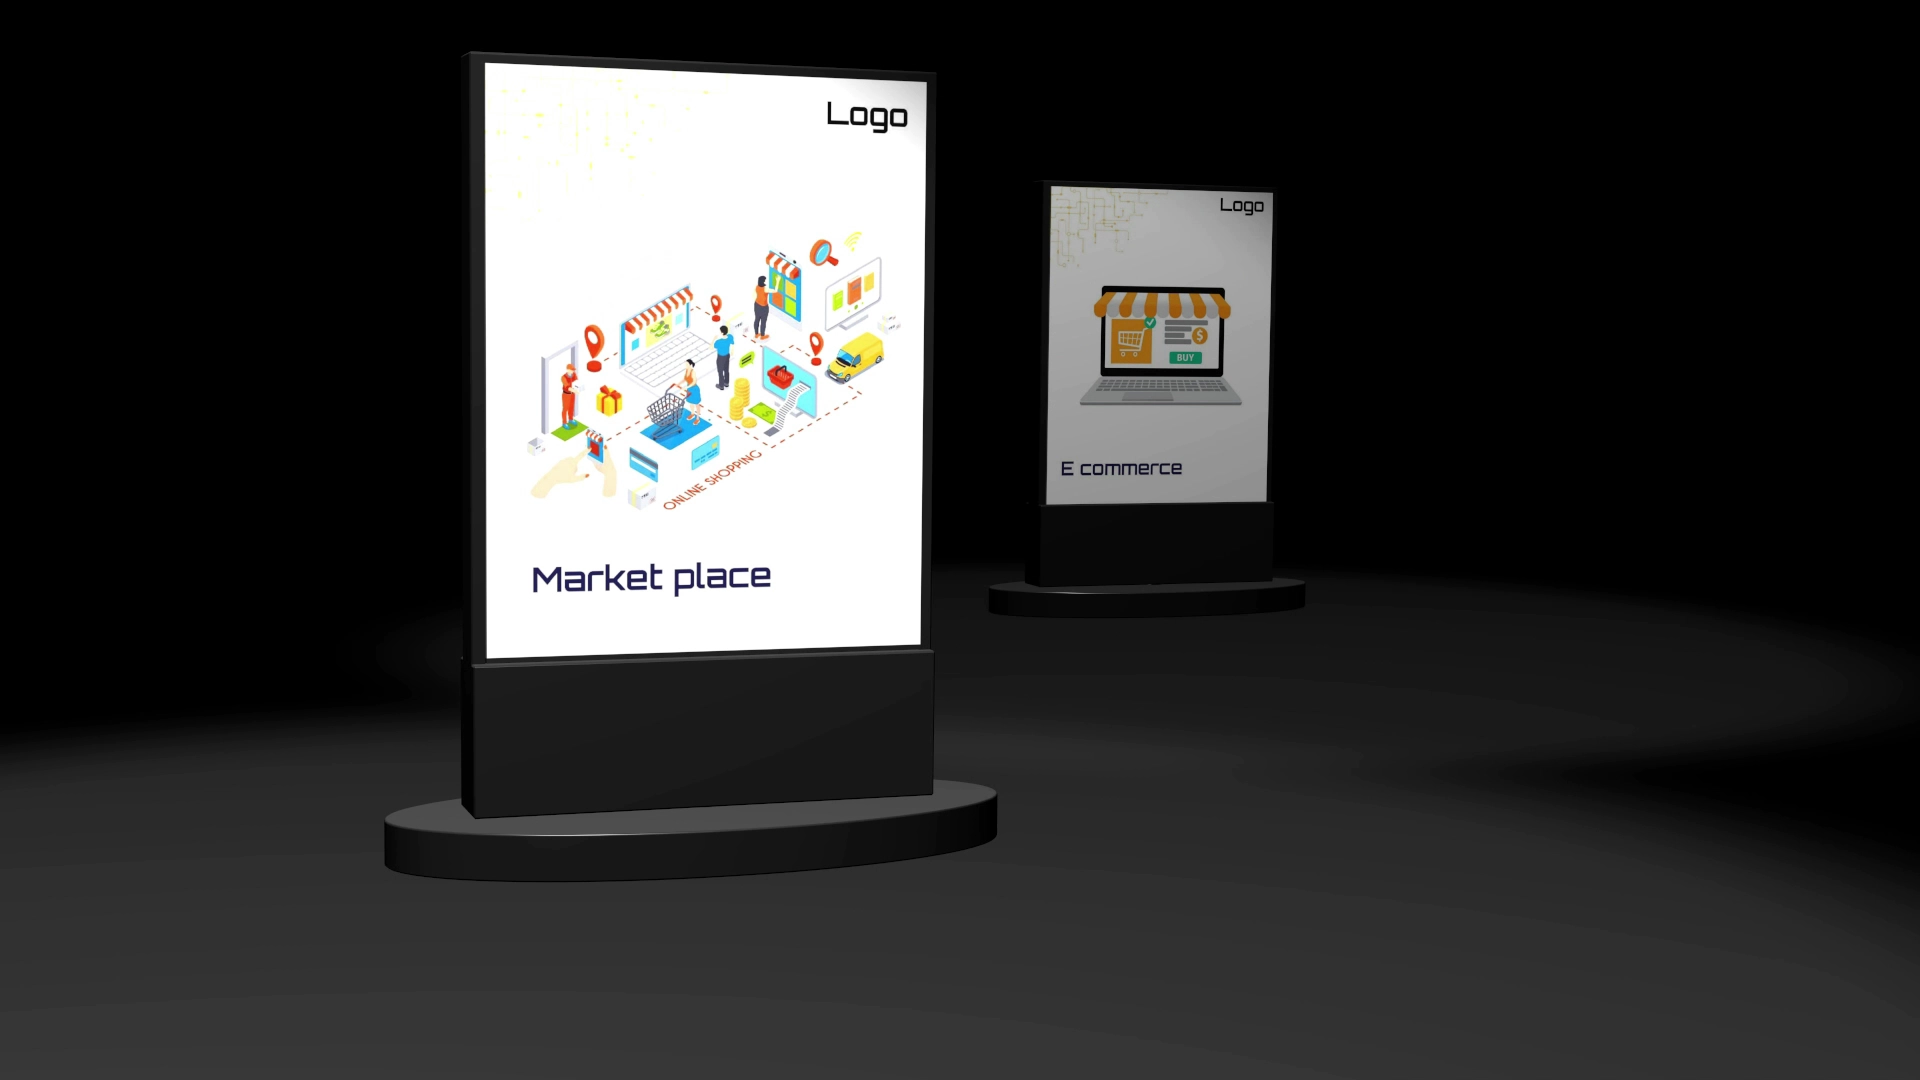 Logo
ONLINE SHOPPING
Market place
Logo
BUY
E commerce